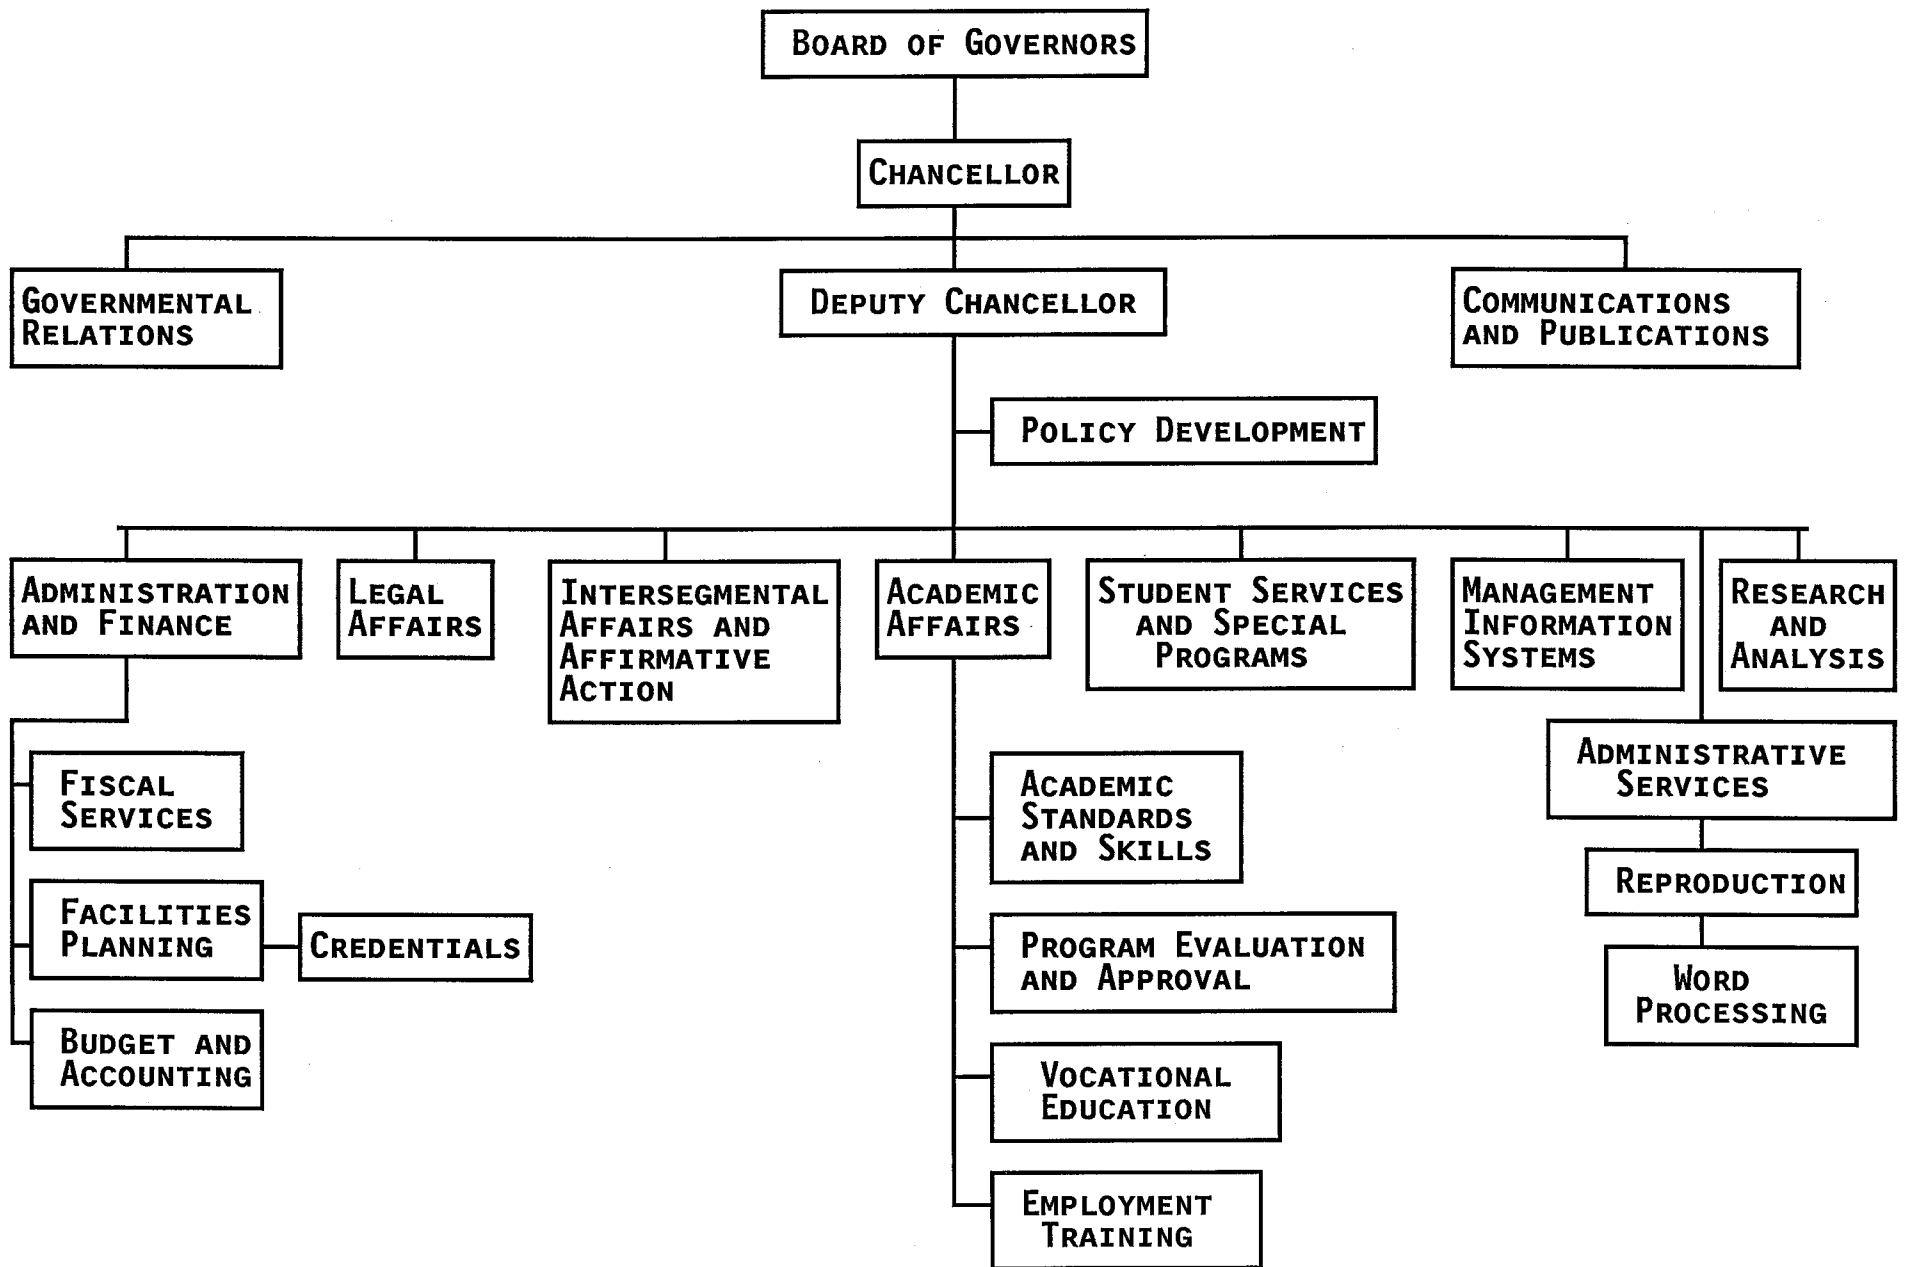 BOARD OF GOVERNORS
CHANCELLOR
GOVERNMENTAL
RELATIONS
DEPUTY CHANCELLOR
COMMUNICATIONS
AND PUBLICATIONS
POLICY DEVELOPMENT
ADMINISTRATION
AND FINANCE
LEGAL
AFFAIRS
INTERSEGMENTAL
AFFAIRS AND
AFFIRMATIVE
ACTION
ACADEMIC
AFFAIRS
STUDENT SERVICES
AND SPECIAL
PROGRAMS
MANAGEMENT
INFORMATION
SYSTEMS
RESEARCH
AND
ANALYSIS
FISCAL
SERVICES
FACILITIES
PLANNING
CREDENTIALS
BUDGET AND
ACCOUNTING
ACADEMIC
STANDARDS
AND SKILLS
PROGRAM EVALUATION
AND APPROVAL
VOCATIONAL
EDUCATION
EMPLOYMENT
TRAINING
ADMINISTRATIVE
SERVICES
REPRODUCTION
WORD
PROCESSING